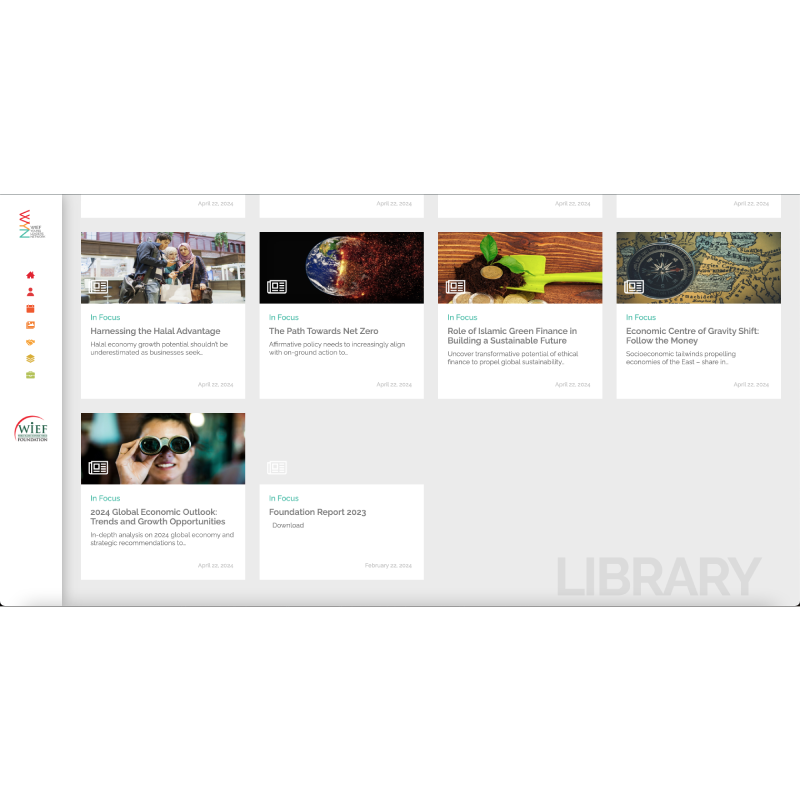 April 22, 2024
April 22, 2024
April 22, 2024
April 22, 2024
WIEF
In Focus
Harnessing the Halal Advantage
Halal economy growth potential shouldn't be
underestimated as businesses seek...
April 22, 2024
In Focus
The Path Towards Net Zero
Affirmative policy needs to increasingly align
with on-ground action to...
April 22, 2024
In Focus
Role of Islamic Green Finance in
Building a Sustainable Future
Uncover transformative potential of ethical
finance to propel global sustainability...
April 22, 2024
In Focus
Economic Centre of Gravity Shift:
Follow the Money
Socioeconomic tailwinds propelling
economies of the East – share in...
April 22, 2024
WIEF
FOUNDATION
In Focus
2024 Global Economic Outlook:
Trends and Growth Opportunities
In-depth analysis on 2024 global economy and
strategic recommendations to...
April 22, 2024
In Focus
Foundation Report 2023
Download
February 22, 2024
LIBRARY